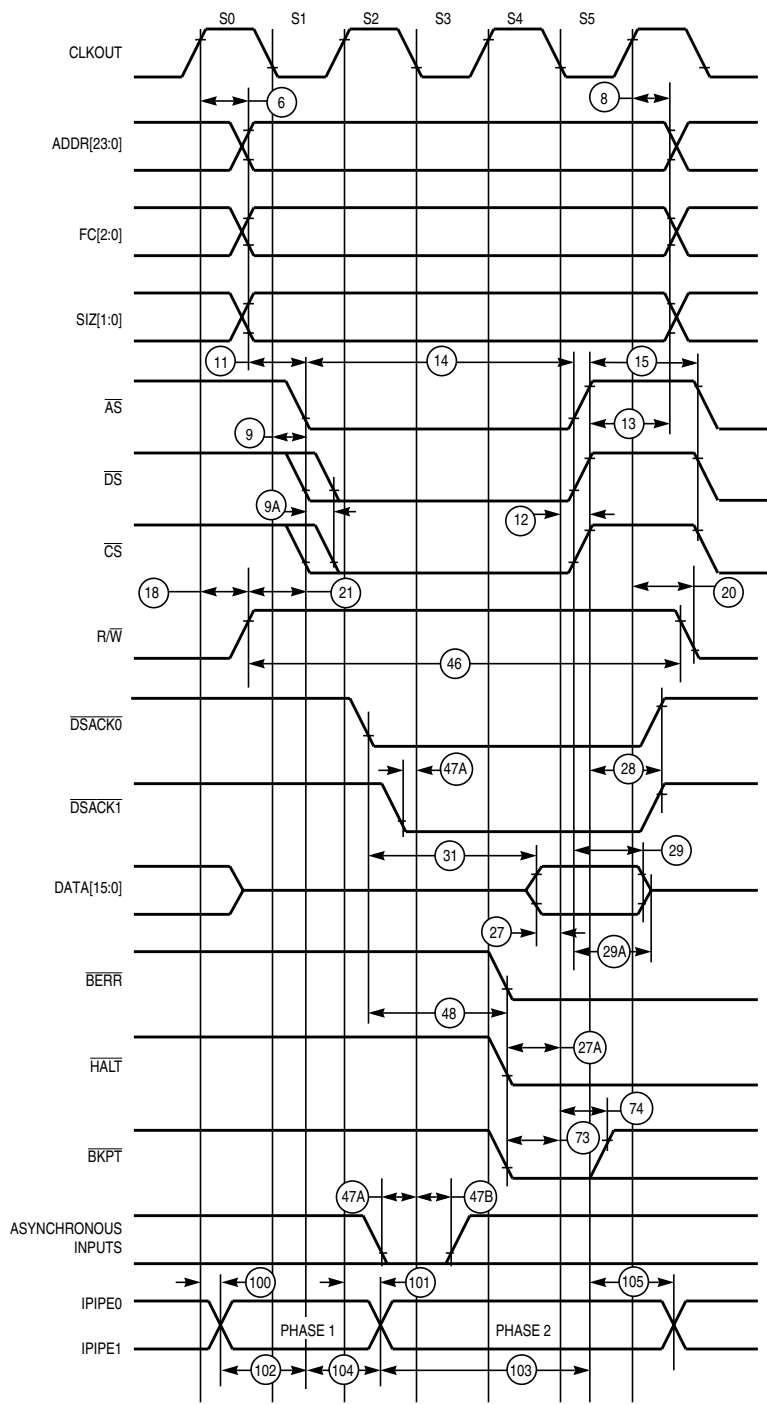 S0 S1 S2 S3 S4 S5
CLKOUT
6 8
ADDR[23:0]
FC[2:0]
SIZ[1:0]
11 14 15
AS
13
9
DS
9A 12
CS
18 21 20
R/W
46
DSACK0
47A 28
DSACK1
31 29
DATA[15:0]
27 29A
BERR
48 27A
HALT
74
73
BKPT
47A 47B
ASYNCHRONOUS
INPUTS
100 101 105
IPIPE0
PHASE 1 PHASE 2
IPIPE1
102 104 103